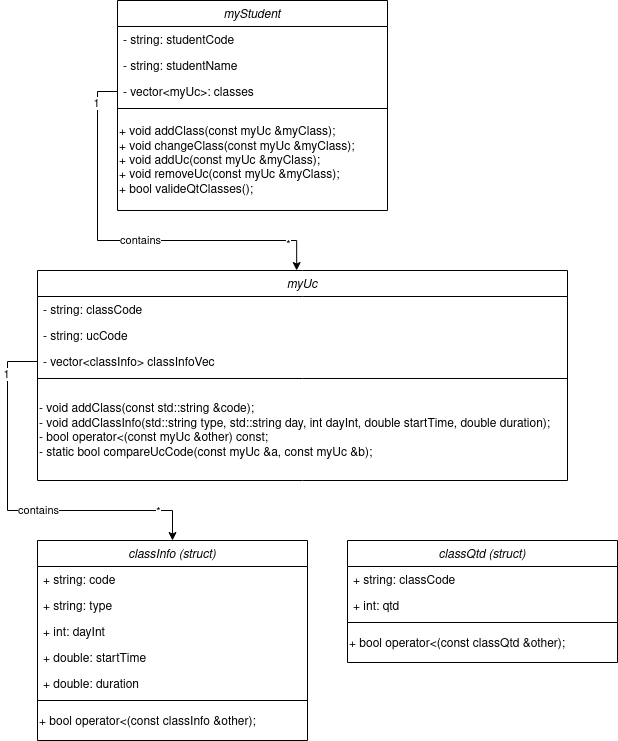 myStudent
- string: studentCode
- string: studentName
- vector<myUc>: classes
1
+ void addClass(const myUc &myClass);
+ void changeClass(const myUc &myClass);
+ void addUc(const myUc &myClass);
+ void removeUc(const myUc &myClass);
+ bool valideQtClasses();
contains
*
myUc
- string: classCode
- string: ucCode
- vector<classInfo> classInfoVec
1
- void addClass(const std::string &code);
- void addClassInfo(std::string type, std::string day, int dayInt, double startTime, double duration);
- bool operator<(const myUc &other) const;
- static bool compareUcCode(const myUc &a, const myUc &b);
contains
*
classInfo (struct)
+ string: code
+ string: type
+ int: dayInt
+ double: startTime
+ double: duration
+ bool operator<(const classInfo &other);
classQtd (struct)
+ string: classCode
+ int: qtd
+ bool operator<(const classQtd &other);